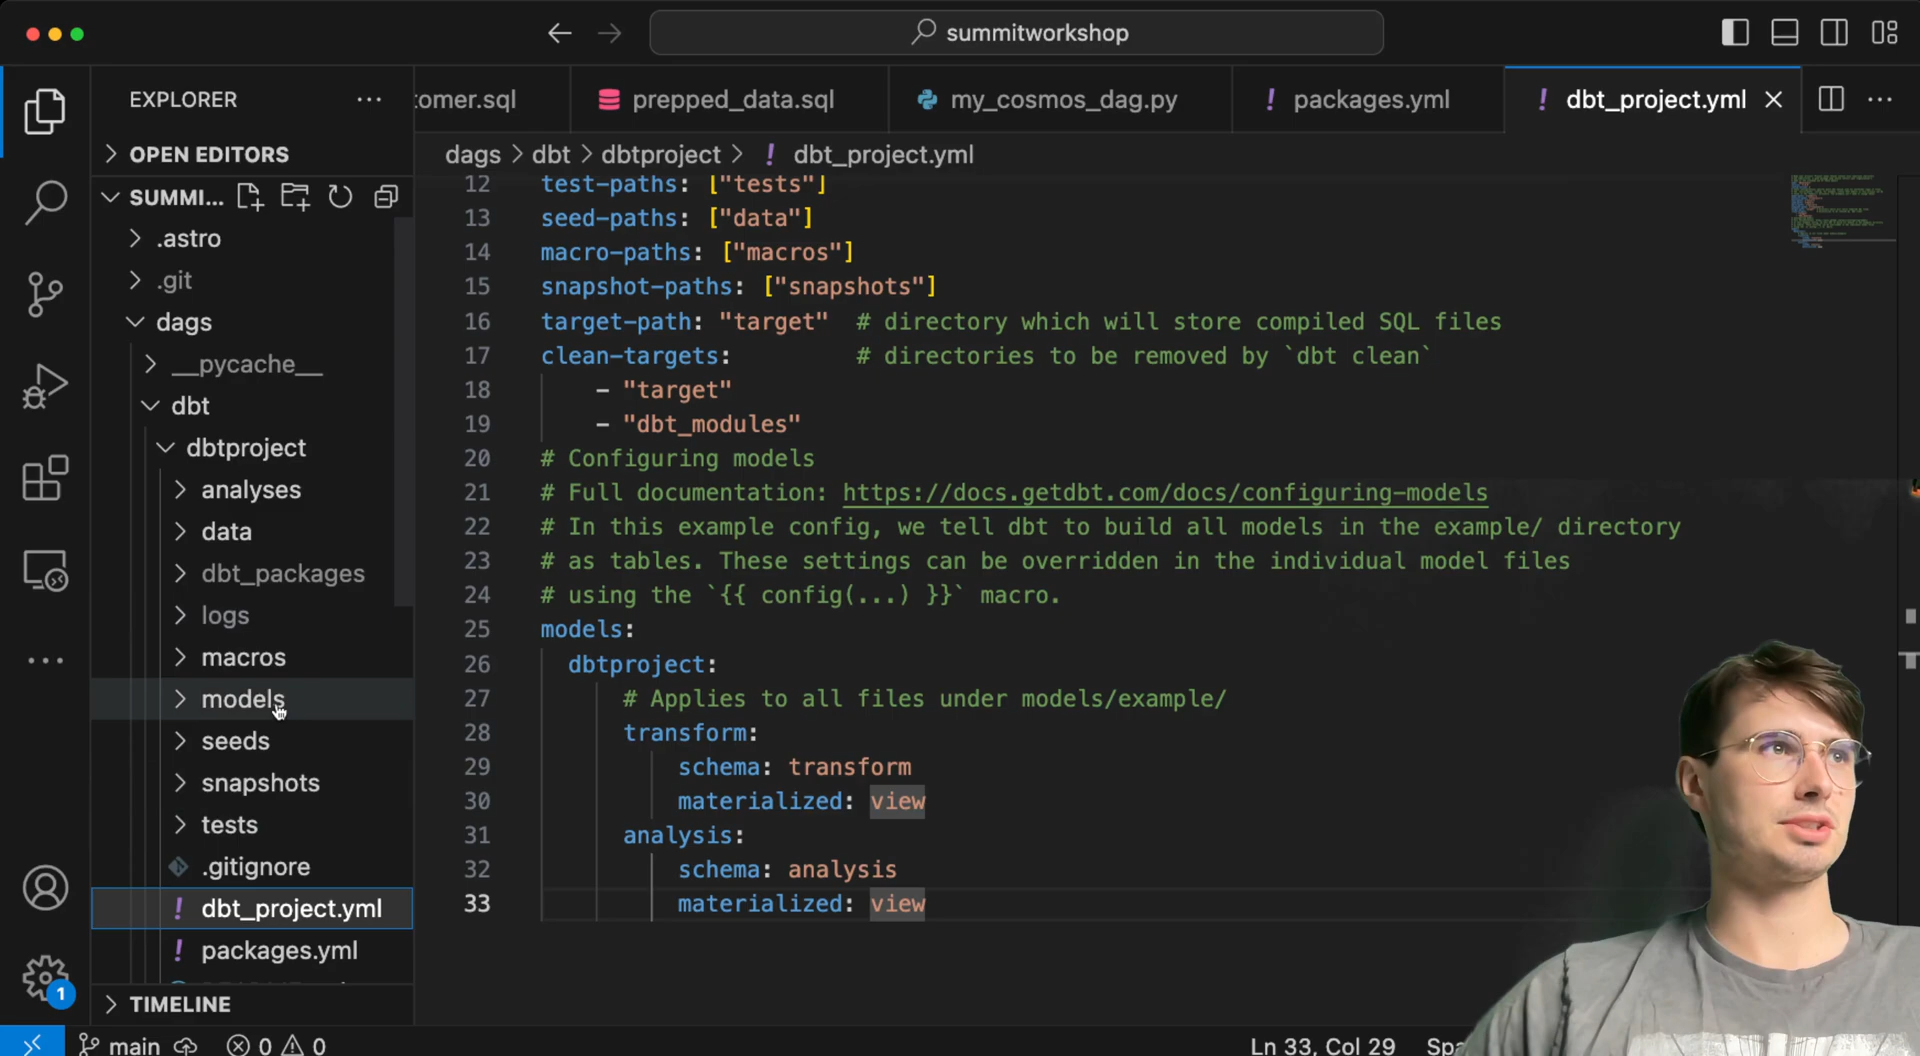 summitworkshop
EXPLORER
tomer.sql
prepped_data.sql
my_cosmos_dag.py
! packages.yml
! dbt_project.yml
OPEN EDITORS
dags > dbt > dbtproject > ! dbt_project.yml
SUMMI...
.astro
.git
dags
__pycache__
dbt
dbtproject
analyses
data
dbt_packages
logs
macros
models
seeds
snapshots
tests
.gitignore
! dbt_project.yml
! packages.yml
TIMELINE
12 test-paths: ["tests"]
13 seed-paths: ["data"]
14 macro-paths: ["macros"]
15 snapshot-paths: ["snapshots"]
16 target-path: "target" # directory which will store compiled SQL files
17 clean-targets: # directories to be removed by `dbt clean`
18 - "target"
19 - "dbt_modules"
20 # Configuring models
21 # Full documentation: https://docs.getdbt.com/docs/configuring-models
22 # In this example config, we tell dbt to build all models in the example/ directory
23 # as tables. These settings can be overridden in the individual model files
24 # using the `{{ config(...) }}` macro.
25 models:
26 dbtproject:
27 # Applies to all files under models/example/
28 transform:
29 schema: transform
30 materialized: view
31 analysis:
32 schema: analysis
33 materialized: view
1
main
0
0
Ln 33, Col 29